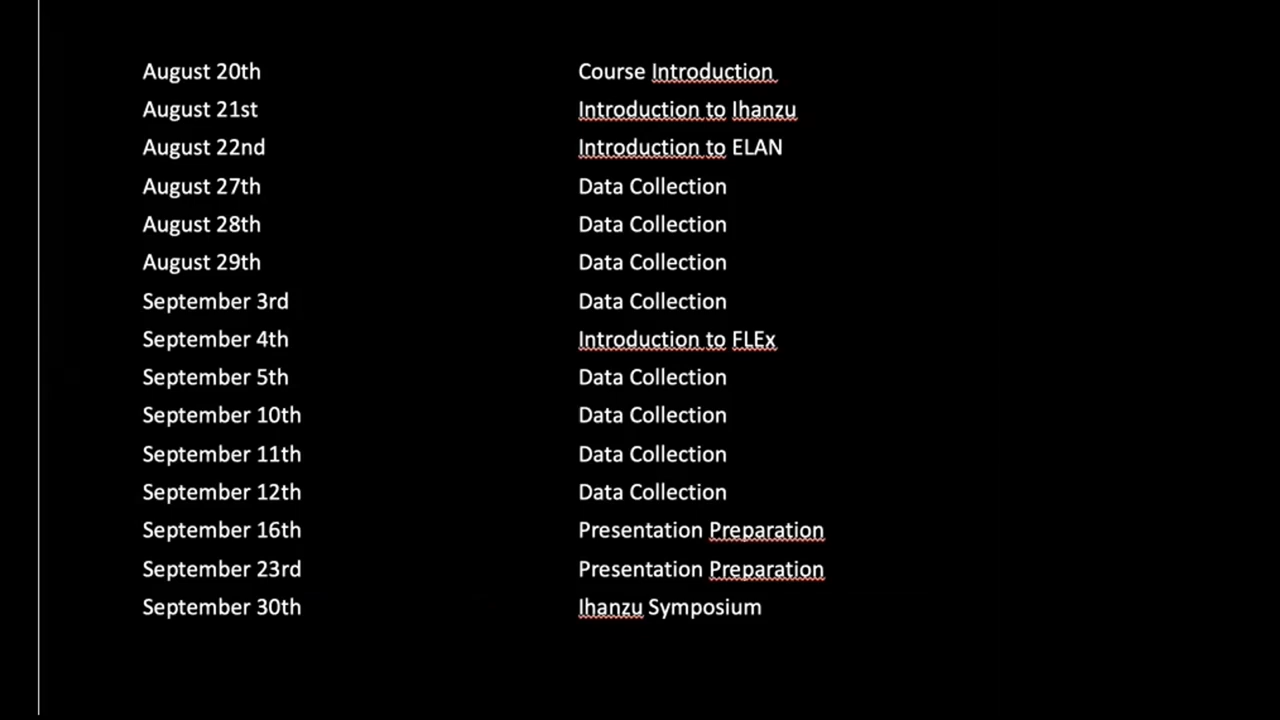 August 20th Course Introduction
August 21st Introduction to Ihanzu
August 22nd Introduction to ELAN
August 27th Data Collection
August 28th Data Collection
August 29th Data Collection
September 3rd Data Collection
September 4th Introduction to FLEx
September 5th Data Collection
September 10th Data Collection
September 11th Data Collection
September 12th Data Collection
September 16th Presentation Preparation
September 23rd Presentation Preparation
September 30th Ihanzu Symposium